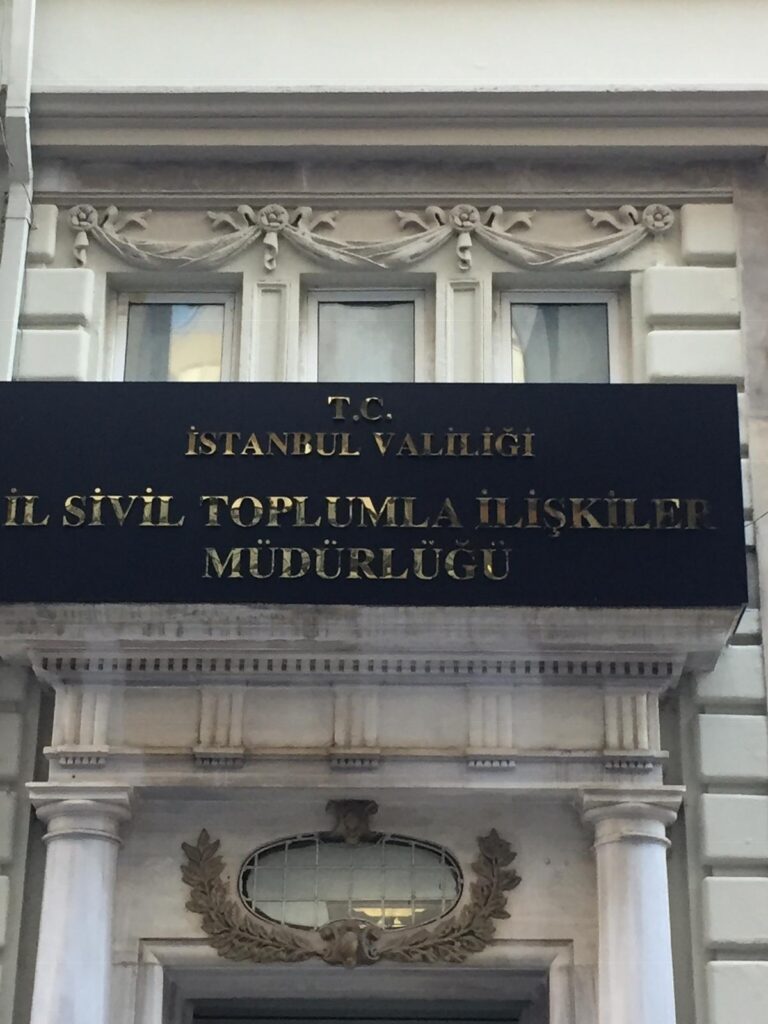 T.C.
İSTANBUL VALİLİĞİ
İL SİVİL TOPLUMLA İLİŞKİLER
MÜDÜRLÜĞÜ